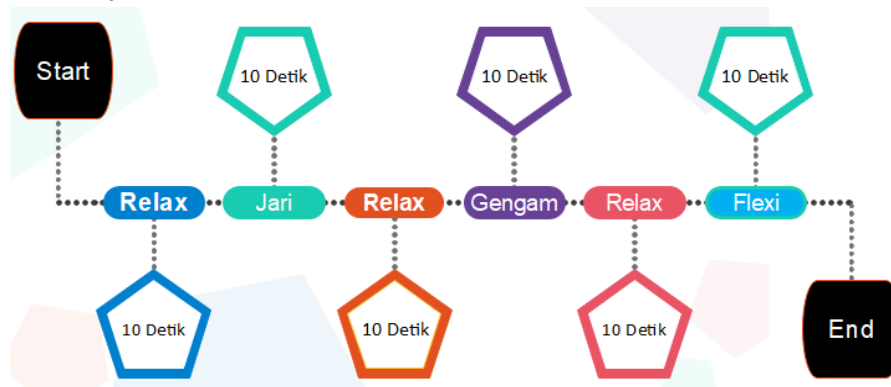 Start
10 Detik
10 Detik
10 Detik
Relax
Jari
Relax
Gengam
Relax
Flexi
10 Detik
10 Detik
10 Detik
End